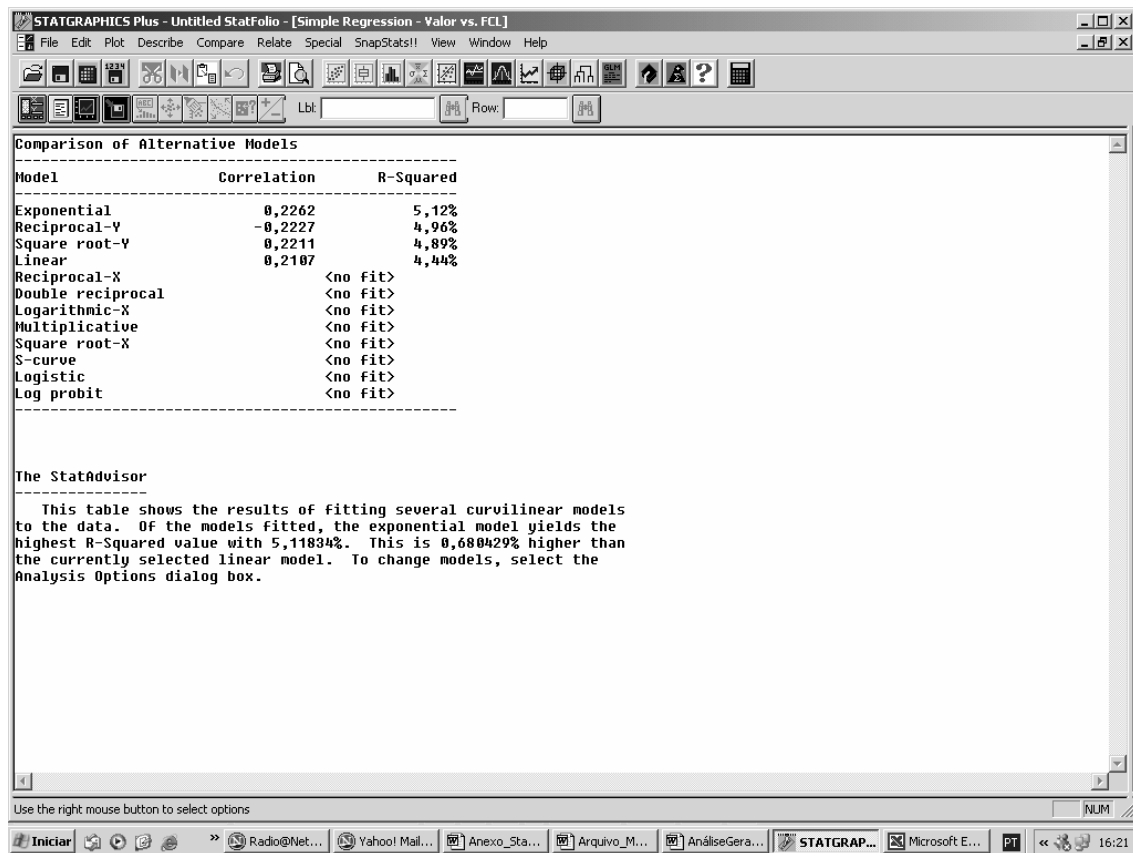 STATGRAPHICS Plus - Untitled StatFolio - [Simple Regression - Valor vs. FCL]
File Edit Plot Describe Compare Relate Special SnapStats!! View Window Help
Lbl: Row:
Comparison of Alternative Models
Model Correlation R-Squared
Exponential 0,2262 5,12%
Reciprocal-Y -0,2227 4,96%
Square root-Y 0,2211 4,89%
Linear 0,2107 4,44%
Reciprocal-X <no fit>
Double reciprocal <no fit>
Logarithmic-X <no fit>
Multiplicative <no fit>
Square root-X <no fit>
S-curve <no fit>
Logistic <no fit>
Log probit <no fit>
The StatAdvisor
This table shows the results of fitting several curvilinear models
to the data. Of the models fitted, the exponential model yields the
highest R-Squared value with 5,11834%. This is 0,680429% higher than
the currently selected linear model. To change models, select the
Analysis Options dialog box.
Use the right mouse button to select options NUM
Iniciar » Radio@Net... Yahoo! Mail... Anexo_Sta... Arquivo_M... AnáliseGera... STATGRAP... Microsoft E... PT « 16:21